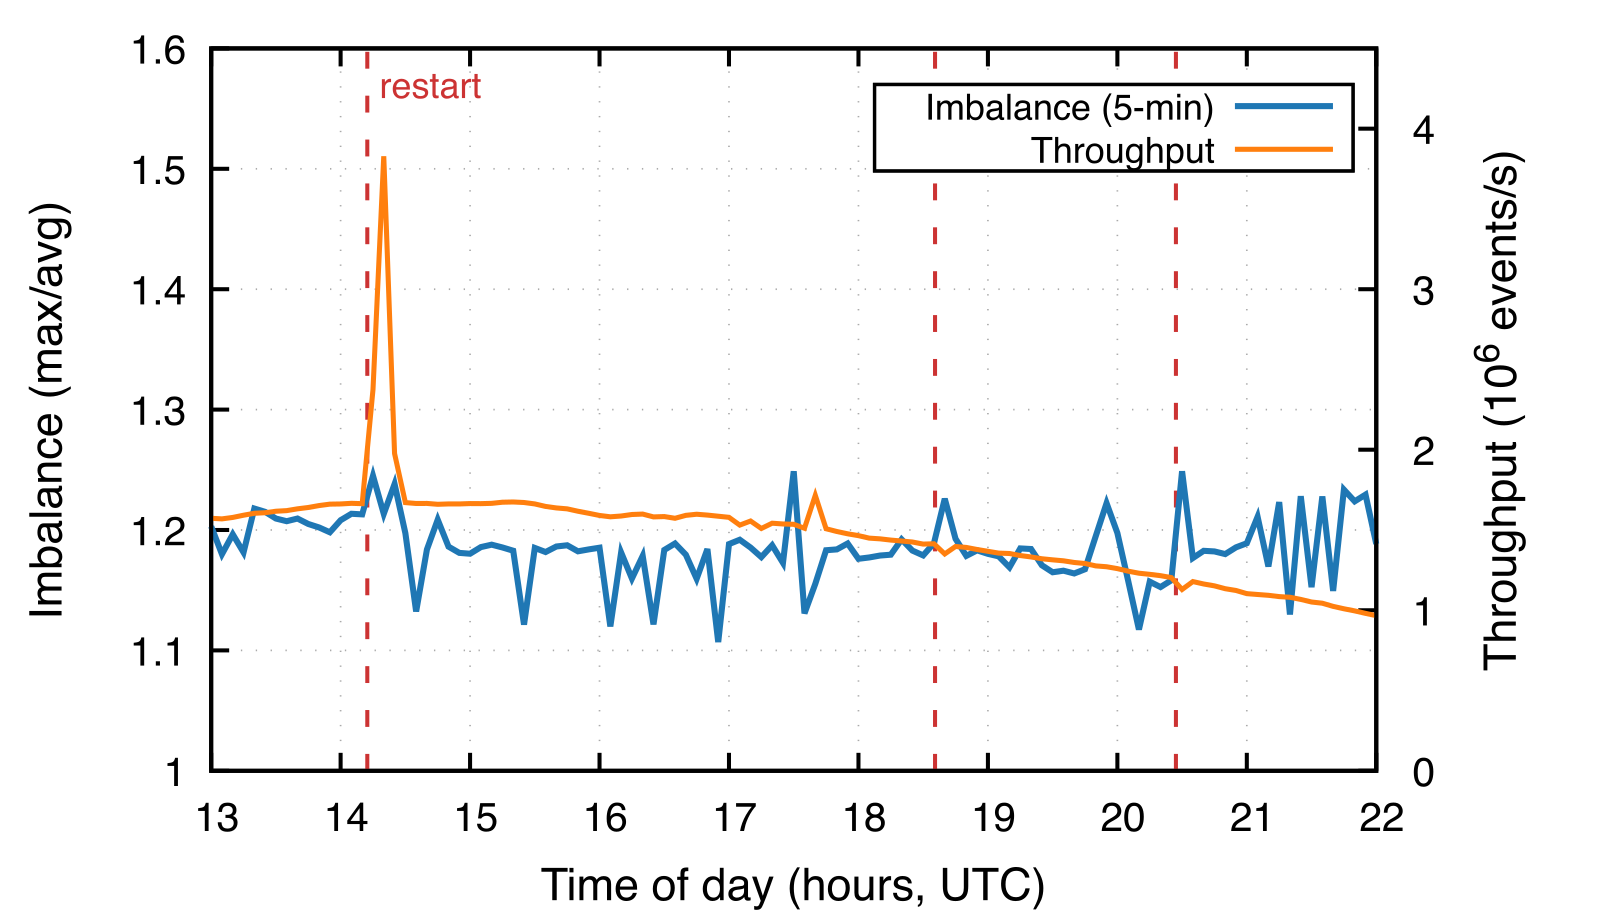 1.6
1.5
1.4
1.3
1.2
1.1
1
Imbalance (max/avg)
restart
Imbalance (5-min)
Throughput
4
3
2
1
0
Throughput (10⁶ events/s)
13 14 15 16 17 18 19 20 21 22
Time of day (hours, UTC)